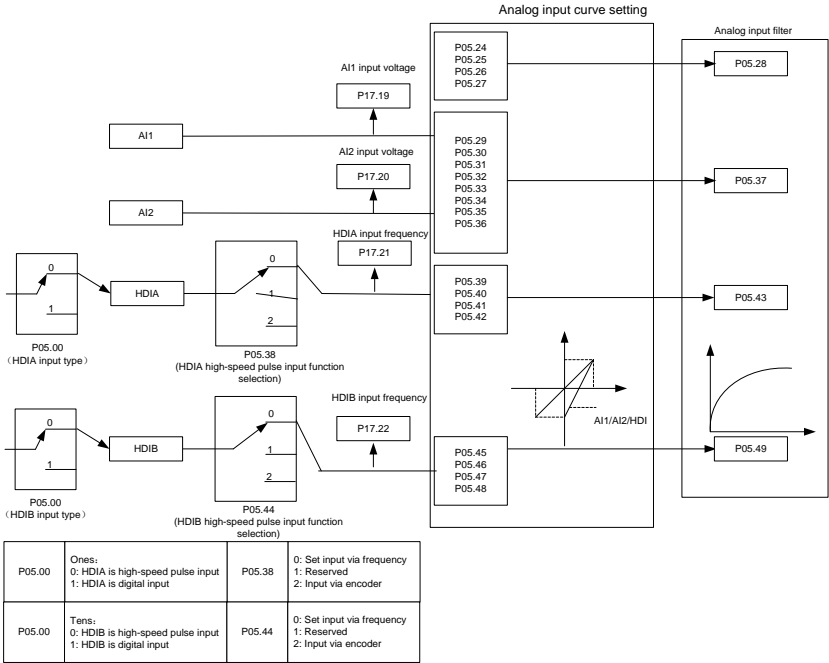 Analog input curve setting
Analog input filter
P05.24
P05.25
P05.26
P05.27
P05.28
AI1 input voltage
P17.19
AI1
AI2 input voltage
P17.20
AI2
P05.29
P05.30
P05.31
P05.32
P05.33
P05.34
P05.35
P05.36
P05.37
HDIA input frequency
P17.21
0
1
P05.00
（HDIA input type）
HDIA
0
1
2
P05.38
(HDIA high-speed pulse input function
selection)
P05.39
P05.40
P05.41
P05.42
P05.43
AI1/AI2/HDI
HDIB input frequency
P17.22
0
1
P05.00
（HDIB input type）
HDIB
0
1
2
P05.44
(HDIB high-speed pulse input function
selection)
P05.45
P05.46
P05.47
P05.48
P05.49
P05.00
Ones：
0: HDIA is high-speed pulse input
1: HDIA is digital input
P05.38
0: Set input via frequency
1: Reserved
2: Input via encoder
P05.00
Tens：
0: HDIB is high-speed pulse input
1: HDIB is digital input
P05.44
0: Set input via frequency
1: Reserved
2: Input via encoder